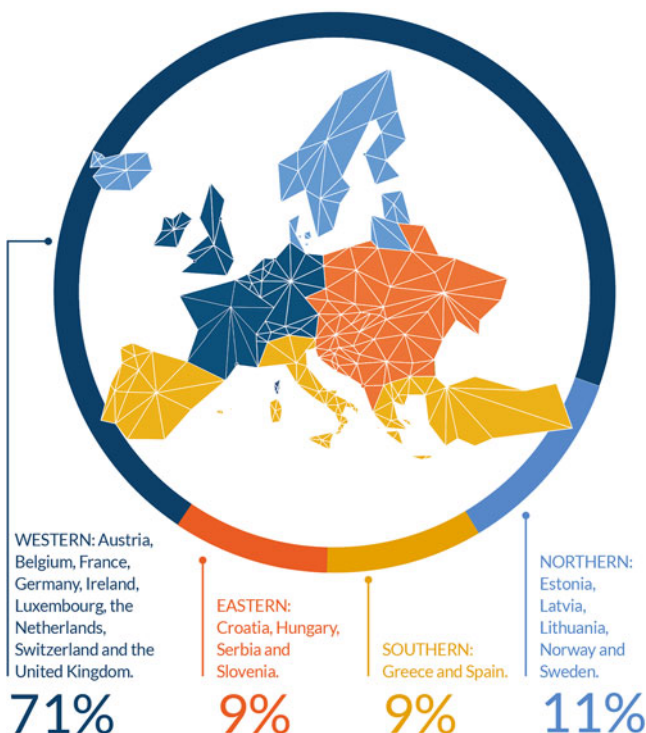 WESTERN: Austria,
Belgium, France,
Germany, Ireland,
Luxembourg, the
Netherlands,
Switzerland and the
United Kingdom.
71%
EASTERN:
Croatia, Hungary,
Serbia and
Slovenia.
9%
SOUTHERN:
Greece and Spain.
9%
NORTHERN:
Estonia,
Latvia,
Lithuania,
Norway and
Sweden.
11%